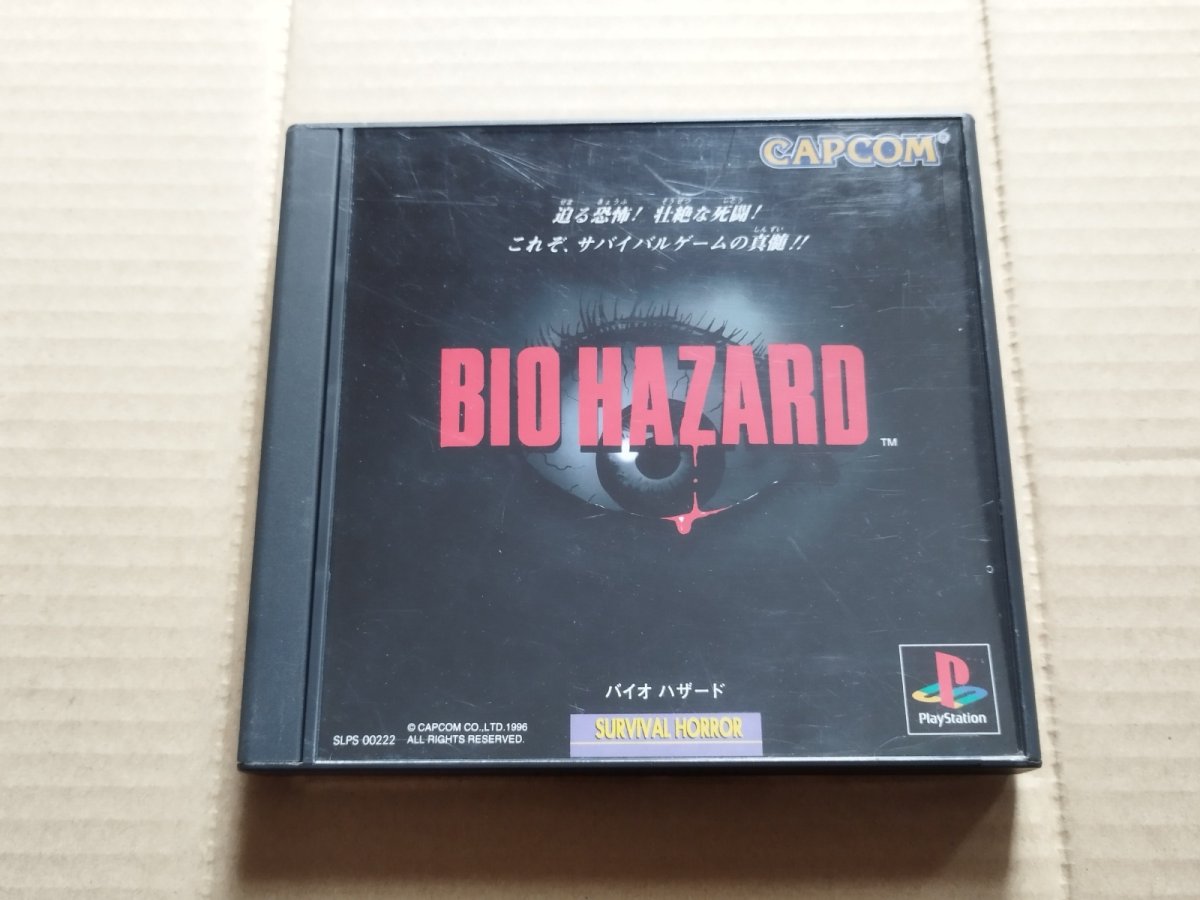 CAPCOM®
迫る恐怖! 壮絶な死闘!
これぞ、サバイバルゲームの真髄!!
BIO HAZARD ™
バイオ ハザード
SURVIVAL HORROR
SLPS 00222
© CAPCOM CO.,LTD.1996
ALL RIGHTS RESERVED.
PlayStation